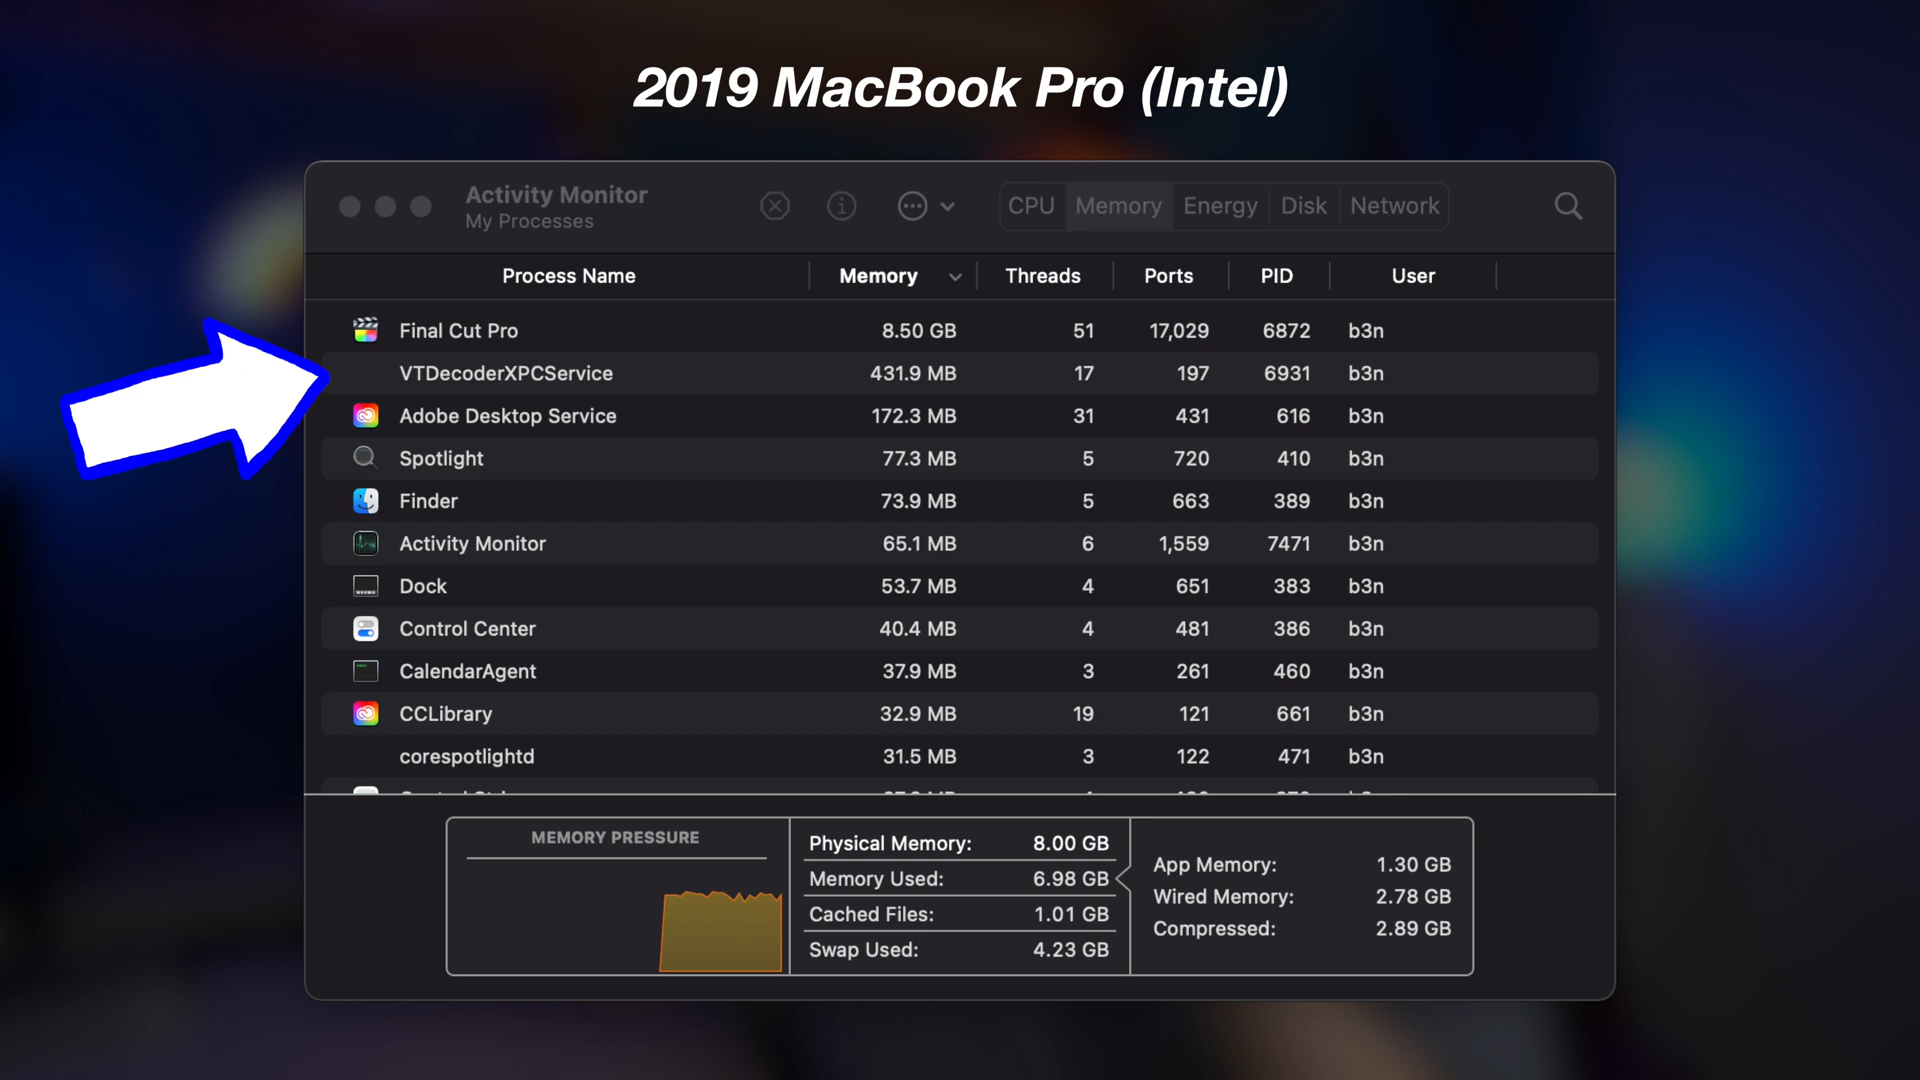 2019 MacBook Pro (Intel)
Activity Monitor
My Processes
CPU Memory Energy Disk Network
Process Name Memory Threads Ports PID User
Final Cut Pro 8.50 GB 51 17,029 6872 b3n
VTDecoderXPCService 431.9 MB 17 197 6931 b3n
Adobe Desktop Service 172.3 MB 31 431 616 b3n
Spotlight 77.3 MB 5 720 410 b3n
Finder 73.9 MB 5 663 389 b3n
Activity Monitor 65.1 MB 6 1,559 7471 b3n
Dock 53.7 MB 4 651 383 b3n
Control Center 40.4 MB 4 481 386 b3n
CalendarAgent 37.9 MB 3 261 460 b3n
CCLibrary 32.9 MB 19 121 661 b3n
corespotlightd 31.5 MB 3 122 471 b3n
MEMORY PRESSURE
Physical Memory: 8.00 GB
Memory Used: 6.98 GB
Cached Files: 1.01 GB
Swap Used: 4.23 GB
App Memory: 1.30 GB
Wired Memory: 2.78 GB
Compressed: 2.89 GB